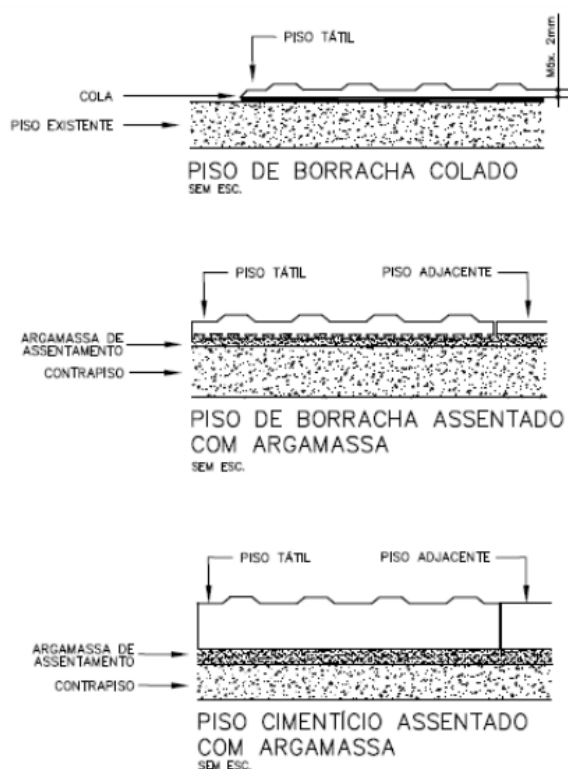 PISO TÁTIL
Máx. 2mm
COLA
PISO EXISTENTE
PISO DE BORRACHA COLADO
SEM ESC.
PISO TÁTIL
PISO ADJACENTE
ARGAMASSA DE
ASSENTAMENTO
CONTRAPISO
PISO DE BORRACHA ASSENTADO
COM ARGAMASSA
SEM ESC.
PISO TÁTIL
PISO ADJACENTE
ARGAMASSA DE
ASSENTAMENTO
CONTRAPISO
PISO CIMENTÍCIO ASSENTADO
COM ARGAMASSA
SEM ESC.